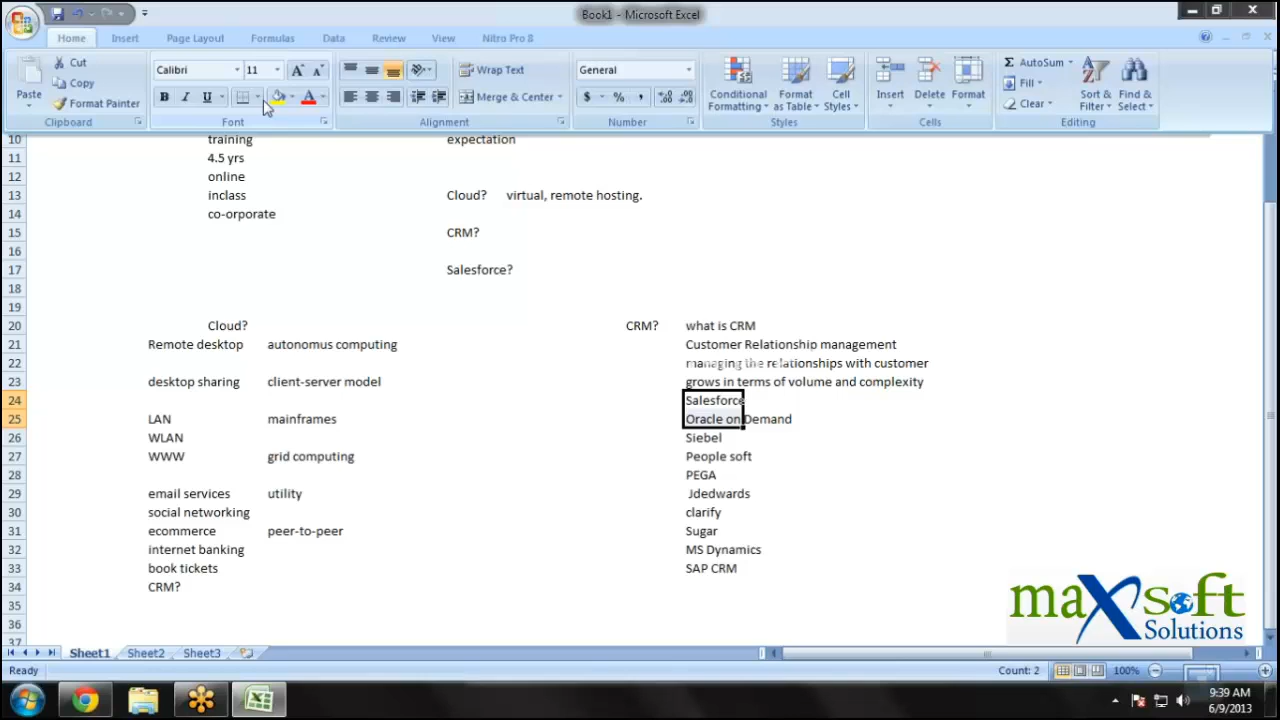 Book1 - Microsoft Excel
Home Insert Page Layout Formulas Data Review View Nitro Pro 8
Paste
Cut
Copy
Format Painter
Clipboard
Calibri 11
B I U A
Font
Wrap Text
Merge & Center
Alignment
General
$ % ,
Number
Conditional Formatting
Format as Table
Cell Styles
Styles
Insert Delete Format
Cells
Σ AutoSum
Fill
Clear
Sort & Filter
Find & Select
Editing
10 training expectation
11 4.5 yrs
12 online
13 inclass Cloud? virtual, remote hosting.
14 co-orporate
15 CRM?
16
17 Salesforce?
18
19
20 Cloud? CRM? what is CRM
21 Remote desktop autonomus computing Customer Relationship management
22 managing the relationships with customer
23 desktop sharing client-server model grows in terms of volume and complexity
24 Salesforce
25 LAN mainframes Oracle on Demand
26 WLAN Siebel
27 WWW grid computing People soft
28 PEGA
29 email services utility Jdedwards
30 social networking clarify
31 ecommerce peer-to-peer Sugar
32 internet banking MS Dynamics
33 book tickets SAP CRM
34 CRM?
35
36
37
maXsoft
Solutions
Sheet1 Sheet2 Sheet3
Ready Count: 2 100%
9:39 AM
6/9/2013